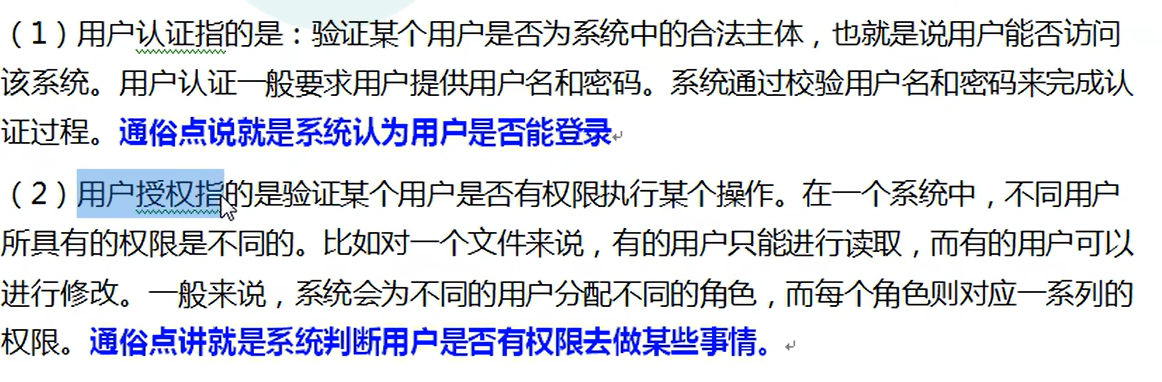 （1）用户认证指的是：验证某个用户是否为系统中的合法主体，也就是说用户能否访问
该系统。用户认证一般要求用户提供用户名和密码。系统通过校验用户名和密码来完成认
证过程。通俗点说就是系统认为用户是否能登录
（2）用户授权指的是验证某个用户是否有权限执行某个操作。在一个系统中，不同用户
所具有的权限是不同的。比如对一个文件来说，有的用户只能进行读取，而有的用户可以
进行修改。一般来说，系统会为不同的用户分配不同的角色，而每个角色则对应一系列的
权限。通俗点讲就是系统判断用户是否有权限去做某些事情。